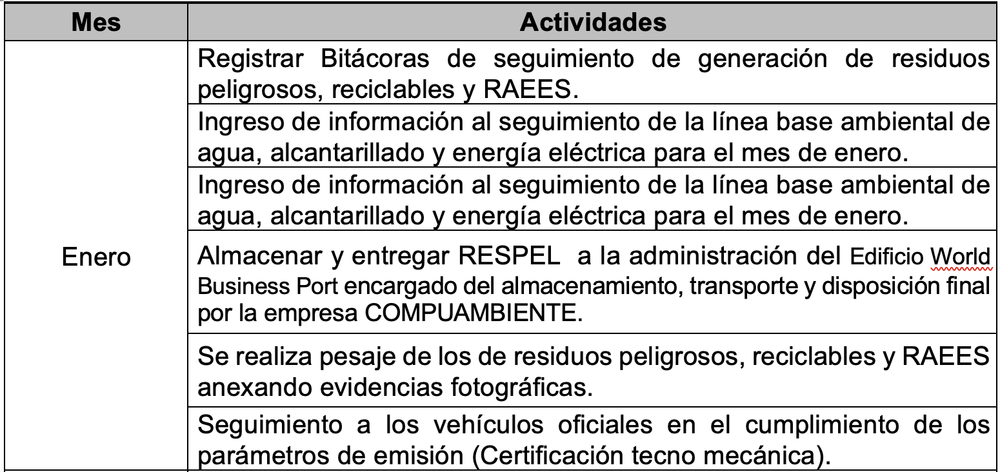 Mes
Actividades
Registrar Bitácoras de seguimiento de generación de residuos
peligrosos, reciclables y RAEES.
Ingreso de información al seguimiento de la línea base ambiental de
agua, alcantarillado y energía eléctrica para el mes de enero.
Ingreso de información al seguimiento de la línea base ambiental de
agua, alcantarillado y energía eléctrica para el mes de enero.
Enero
Almacenar y entregar RESPEL a la administración del Edificio World
Business Port encargado del almacenamiento, transporte y disposición final
por la empresa COMPUAMBIENTE.
Se realiza pesaje de los de residuos peligrosos, reciclables y RAEES
anexando evidencias fotográficas.
Seguimiento a los vehículos oficiales en el cumplimiento de los
parámetros de emisión (Certificación tecno mecánica).